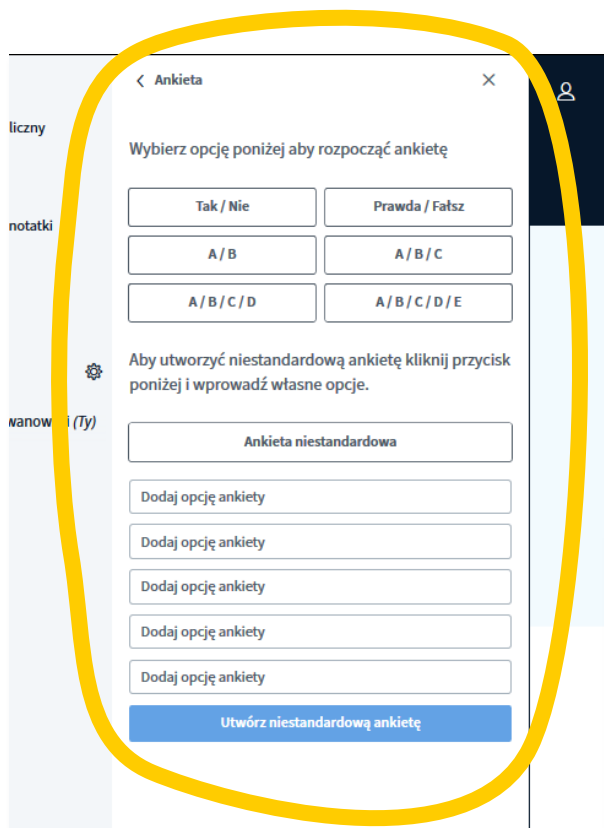 Ankieta
liczny
Wybierz opcję poniżej aby rozpocząć ankietę
Tak / Nie
Prawda / Fałsz
notatki
A / B
A / B / C
A / B / C / D
A / B / C / D / E
Aby utworzyć niestandardową ankietę kliknij przycisk
poniżej i wprowadź własne opcje.
(Ty)
Ankieta niestandardowa
Dodaj opcję ankiety
Dodaj opcję ankiety
Dodaj opcję ankiety
Dodaj opcję ankiety
Dodaj opcję ankiety
Utwórz niestandardową ankietę